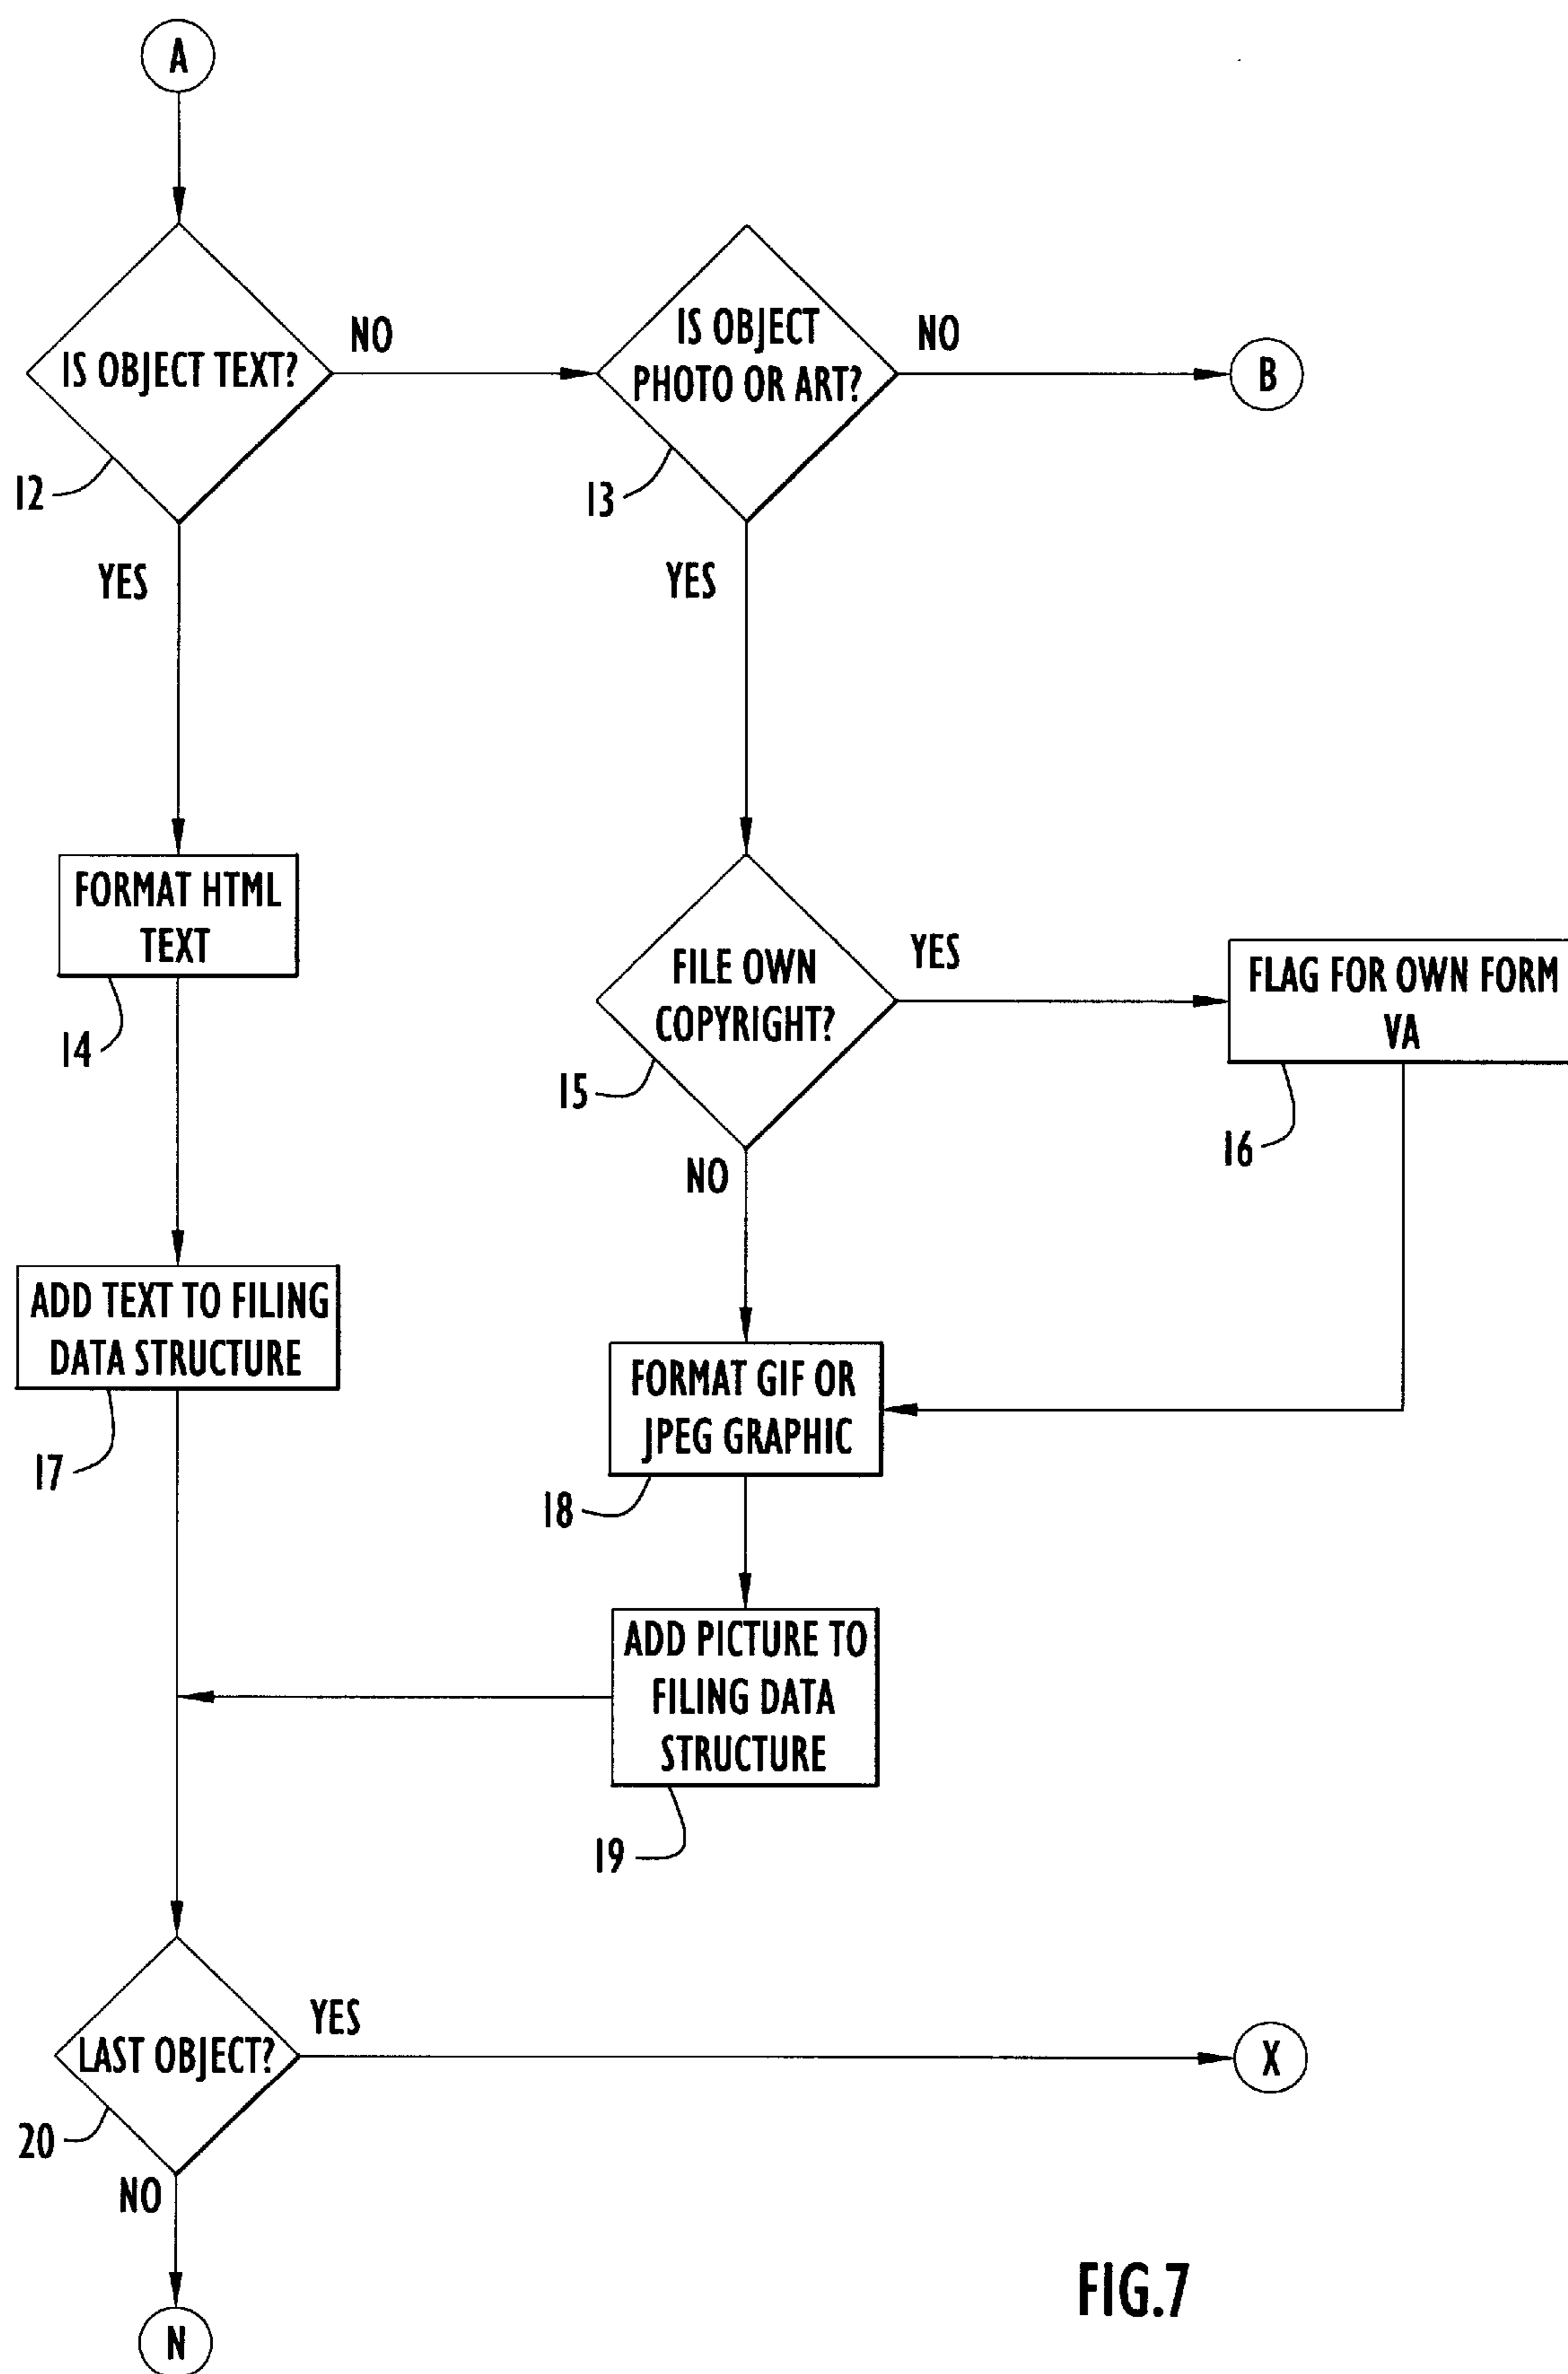 A
IS OBJECT TEXT?
NO
IS OBJECT
PHOTO OR ART?
NO
B
12
13
YES
YES
FORMAT HTML
TEXT
14
FILE OWN
COPYRIGHT?
YES
FLAG FOR OWN FORM
VA
15
16
NO
ADD TEXT TO FILING
DATA STRUCTURE
17
FORMAT GIF OR
JPEG GRAPHIC
18
ADD PICTURE TO
FILING DATA
STRUCTURE
19
LAST OBJECT?
YES
X
20
NO
N
FIG.7